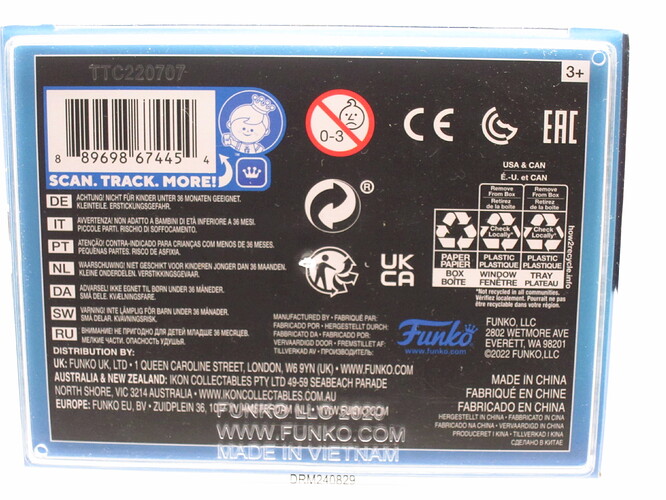 TTC220707
3+
8 89698 67445 4
SCAN. TRACK. MORE!
0-3
CE
EAC
UK
CA
®
USA & CAN
É.-U. et CAN
Remove
From Box
Retirez
de la boîte
Remove
From Box
Retirez
de la boîte
Check
Locally*
Check
Locally*
PAPER
PAPIER
BOX
BOÎTE
PLASTIC
PLASTIQUE
WINDOW
FENÊTRE
PLASTIC
PLASTIQUE
TRAY
PLATEAU
*Not recycled in all communities.
Vérifiez localement. Pourrait ne pas
être recyclable dans votre région.
how2recycle.info
DE ACHTUNG! NICHT FÜR KINDER UNTER 36 MONATEN GEEIGNET.
KLEINTEILE. ERSTICKUNGSGEFAHR.
IT AVVERTENZA! NON ADATTO A BAMBINI DI ETÀ INFERIORE A 36 MESI.
PICCOLE PARTI. RISCHIO DI SOFFOCAMENTO.
PT ATENÇÃO! CONTRA-INDICADO PARA CRIANÇAS COM MENOS DE 36 MESES.
PEQUENAS PARTES. RISCO DE ASFIXIA.
NL WAARSCHUWING! NIET GESCHIKT VOOR KINDEREN JONGER DAN 36 MAANDEN.
KLEINE ONDERDELEN. VERSTIKKINGSGEVAAR.
DA ADVARSEL! IKKE EGNET TIL BØRN UNDER 36 MÅNEDER.
SMÅ DELE. KVÆLNINGSFARE.
SW VARNING! INTE LÄMPLIG FÖR BARN UNDER 36 MÅNADER.
SMÅ DELAR. KVÄVNINGSRISK.
RU ВНИМАНИЕ! НЕ ПРИГОДНО ДЛЯ ДЕТЕЙ МЛАДШЕ 36 МЕСЯЦЕВ.
МЕЛКИЕ ЧАСТИ. ОПАСНОСТЬ УДУШЕНИЯ.
MANUFACTURED BY · FABRIQUÉ PAR
FABRICADO POR · HERGESTELLT DURCH:
FABRICADO POR · FABBRICATO DA
VERVAARDIGD DOOR · FREMSTILLET AF
TILLVERKAD AV · ПРОИЗВОДИТЕЛЬ:
Funko
www.funko.com
FUNKO, LLC
2802 WETMORE AVE
EVERETT, WA 98201
©2022 FUNKO, LLC
DISTRIBUTION BY:
UK: FUNKO UK, LTD · 1 QUEEN CAROLINE STREET, LONDON, W6 9YN (UK) · WWW.FUNKO.COM
AUSTRALIA & NEW ZEALAND: IKON COLLECTABLES PTY LTD 49-59 SEABEACH PARADE
NORTH SHORE, VIC 3214 AUSTRALIA · WWW.IKONCOLLECTABLES.COM.AU
EUROPE: FUNKO EU, BV · ZUIDPLEIN 36,
MADE IN CHINA
FABRIQUÉ EN CHINE
FABRICADO EN CHINA
HERGESTELLT IN CHINA · FABBRICATO IN CINA
FABRICADO NA CHINA · VERVAARDIGD IN CHINA
PRODUCERET I KINA · TILLVERKAD I KINA
СДЕЛАНО В КИТАЕ
WWW.FUNKO.COM
MADE IN VIETNAM
DRM240829